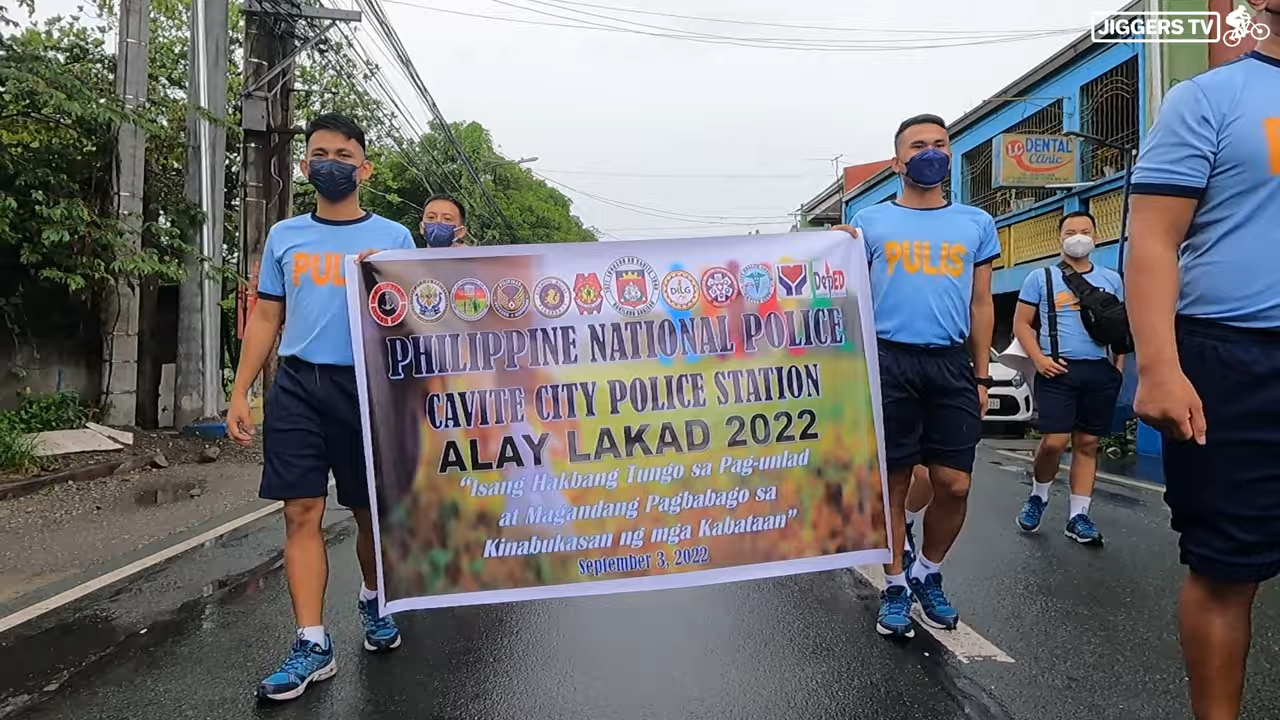 JIGGERS TV
LC DENTAL
Clinic
PULIS
DILG
DepED
PHILIPPINE NATIONAL POLICE
CAVITE CITY POLICE STATION
ALAY LAKAD 2022
"Isang Hakbang Tungo sa Pag-unlad
at Magandang Pagbabago sa
Kinabukasan ng mga Kabataan"
September 3, 2022